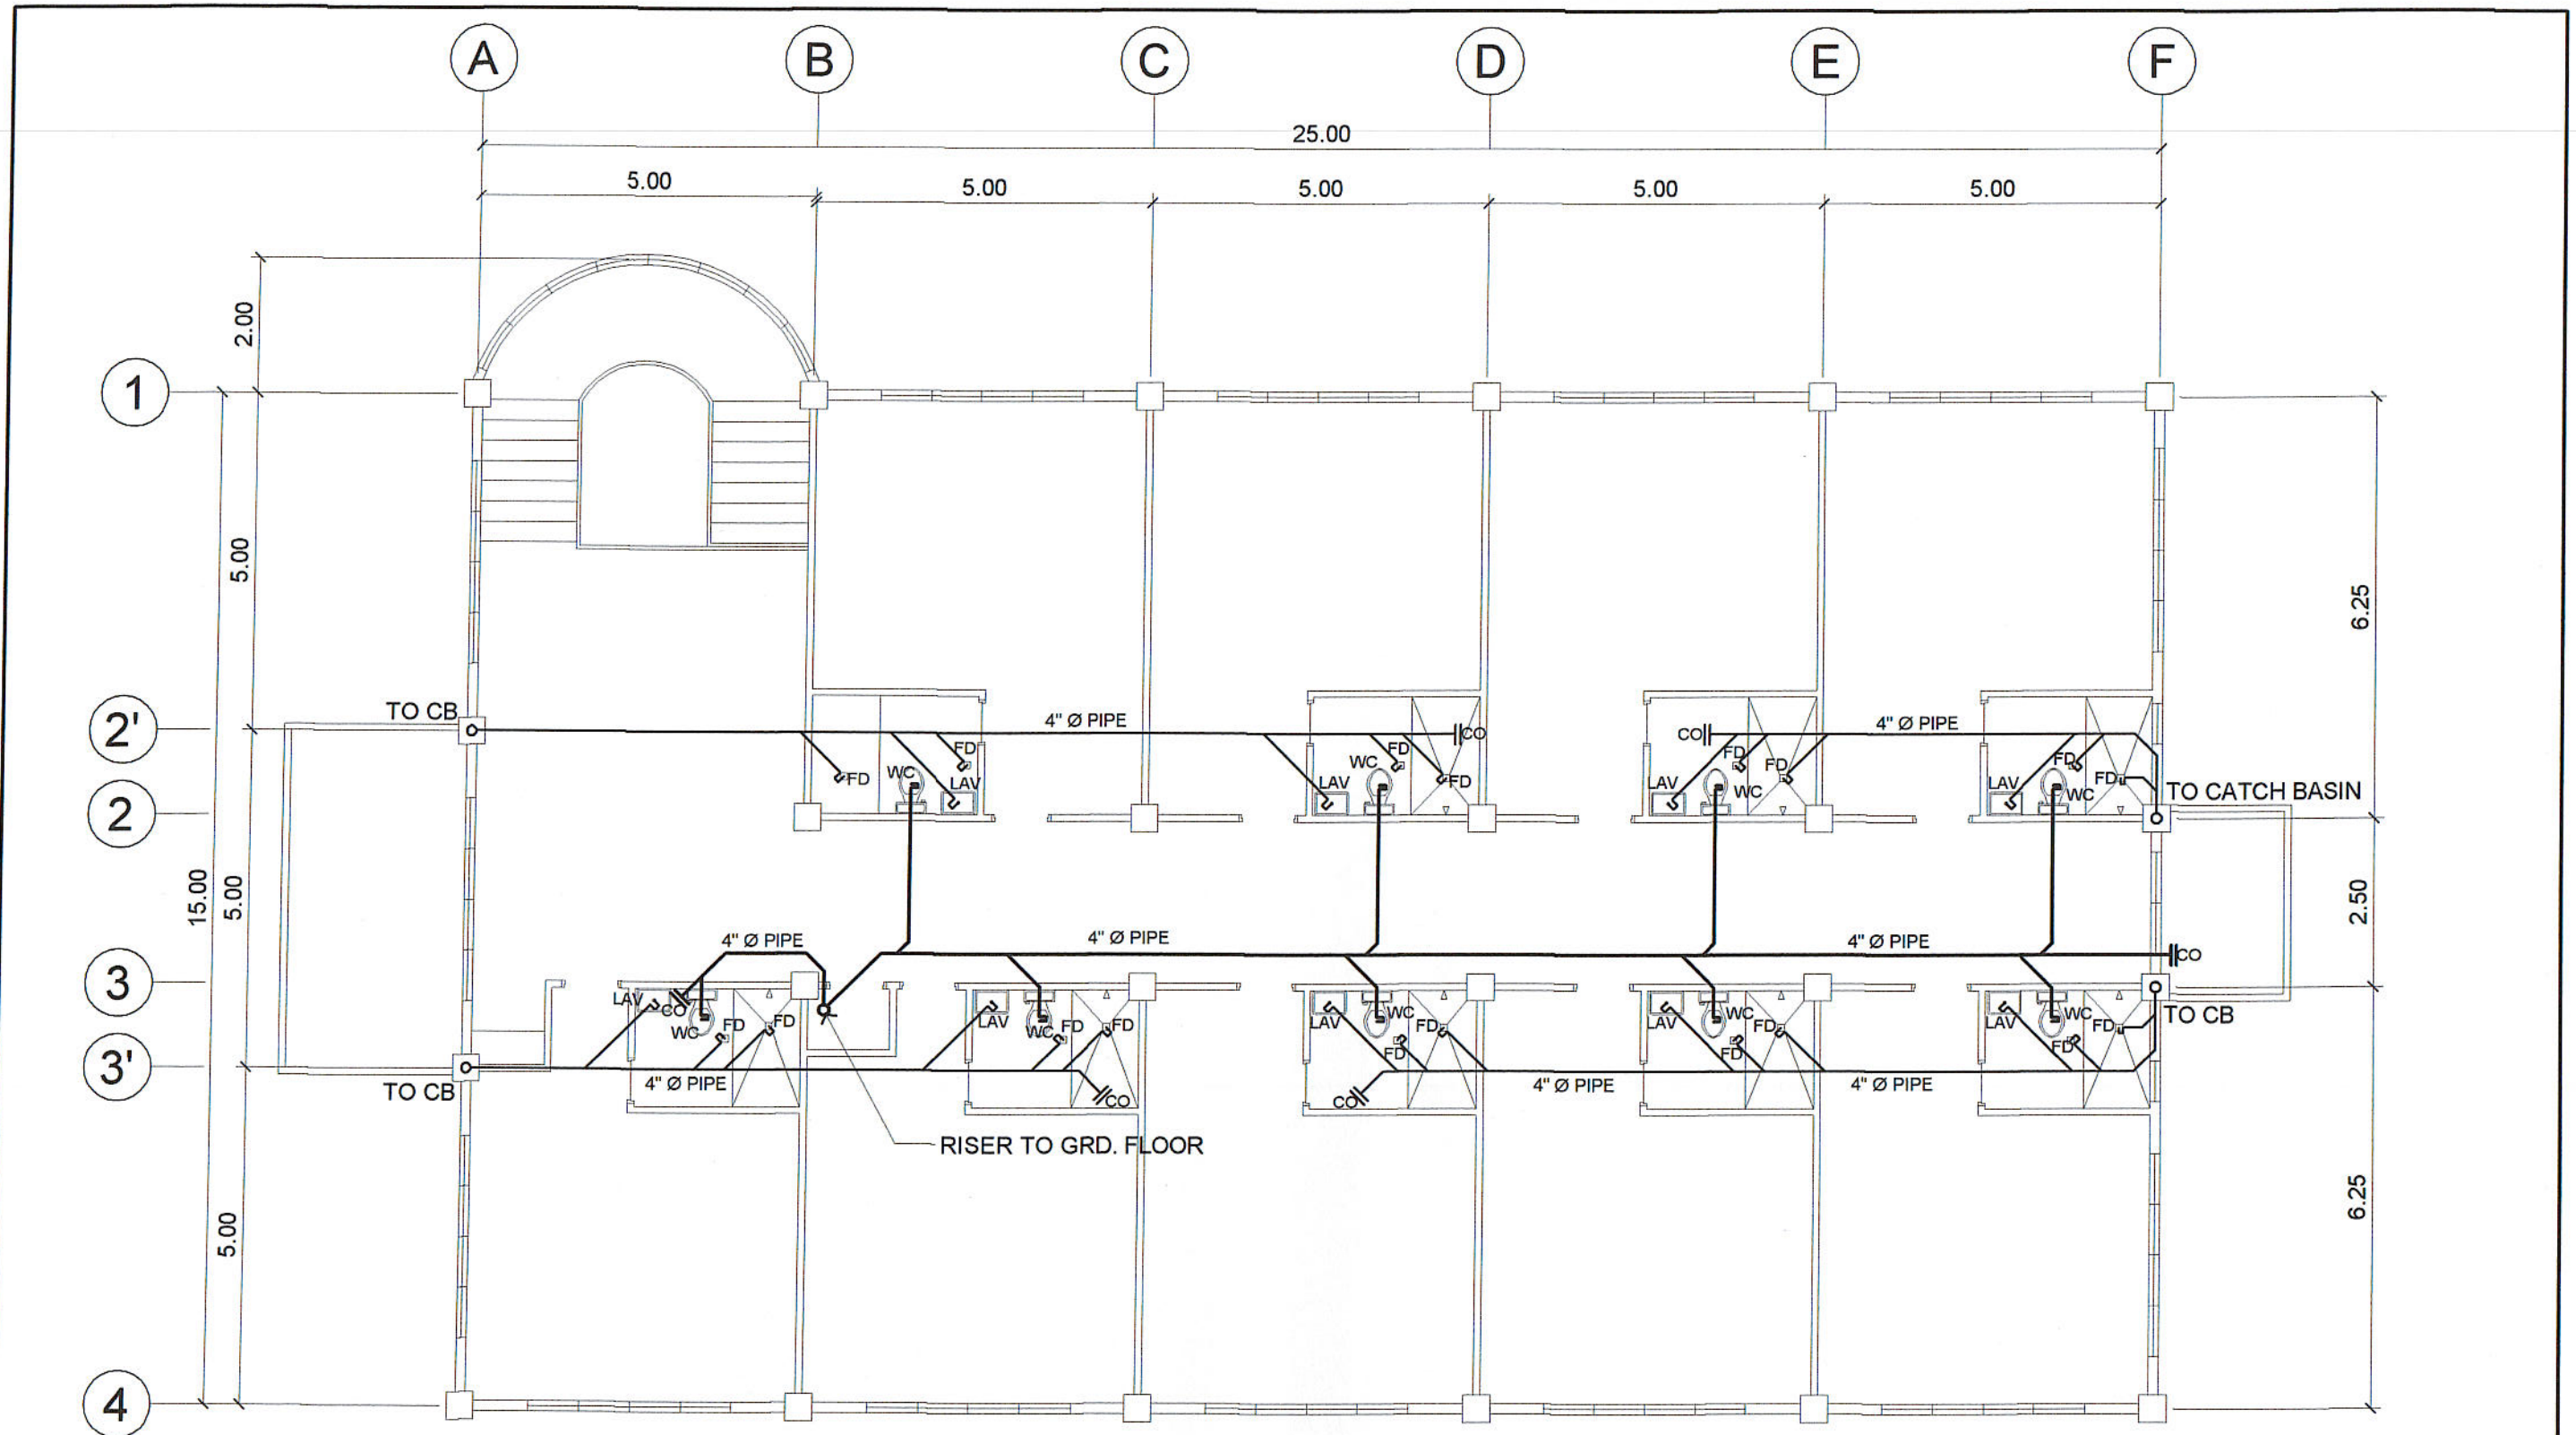 A B C D E F
25.00
5.00 5.00 5.00 5.00 5.00
2.00
1
5.00
6.25
TO CB
2'
4" Ø PIPE
CO
CO
4" Ø PIPE
FD
WC
FD
LAV
LAV
WC
FD
FD
LAV
FD
WC
FD
LAV
FD
WC
FD
TO CATCH BASIN
2
15.00
5.00
2.50
4" Ø PIPE
4" Ø PIPE
4" Ø PIPE
CO
3
LAV
CO
WC
FD
FD
LAV
WC
FD
FD
LAV
WC
FD
FD
LAV
WC
FD
FD
LAV
WC
FD
FD
TO CB
3'
TO CB
4" Ø PIPE
CO
CO
4" Ø PIPE
4" Ø PIPE
RISER TO GRD. FLOOR
5.00
6.25
4